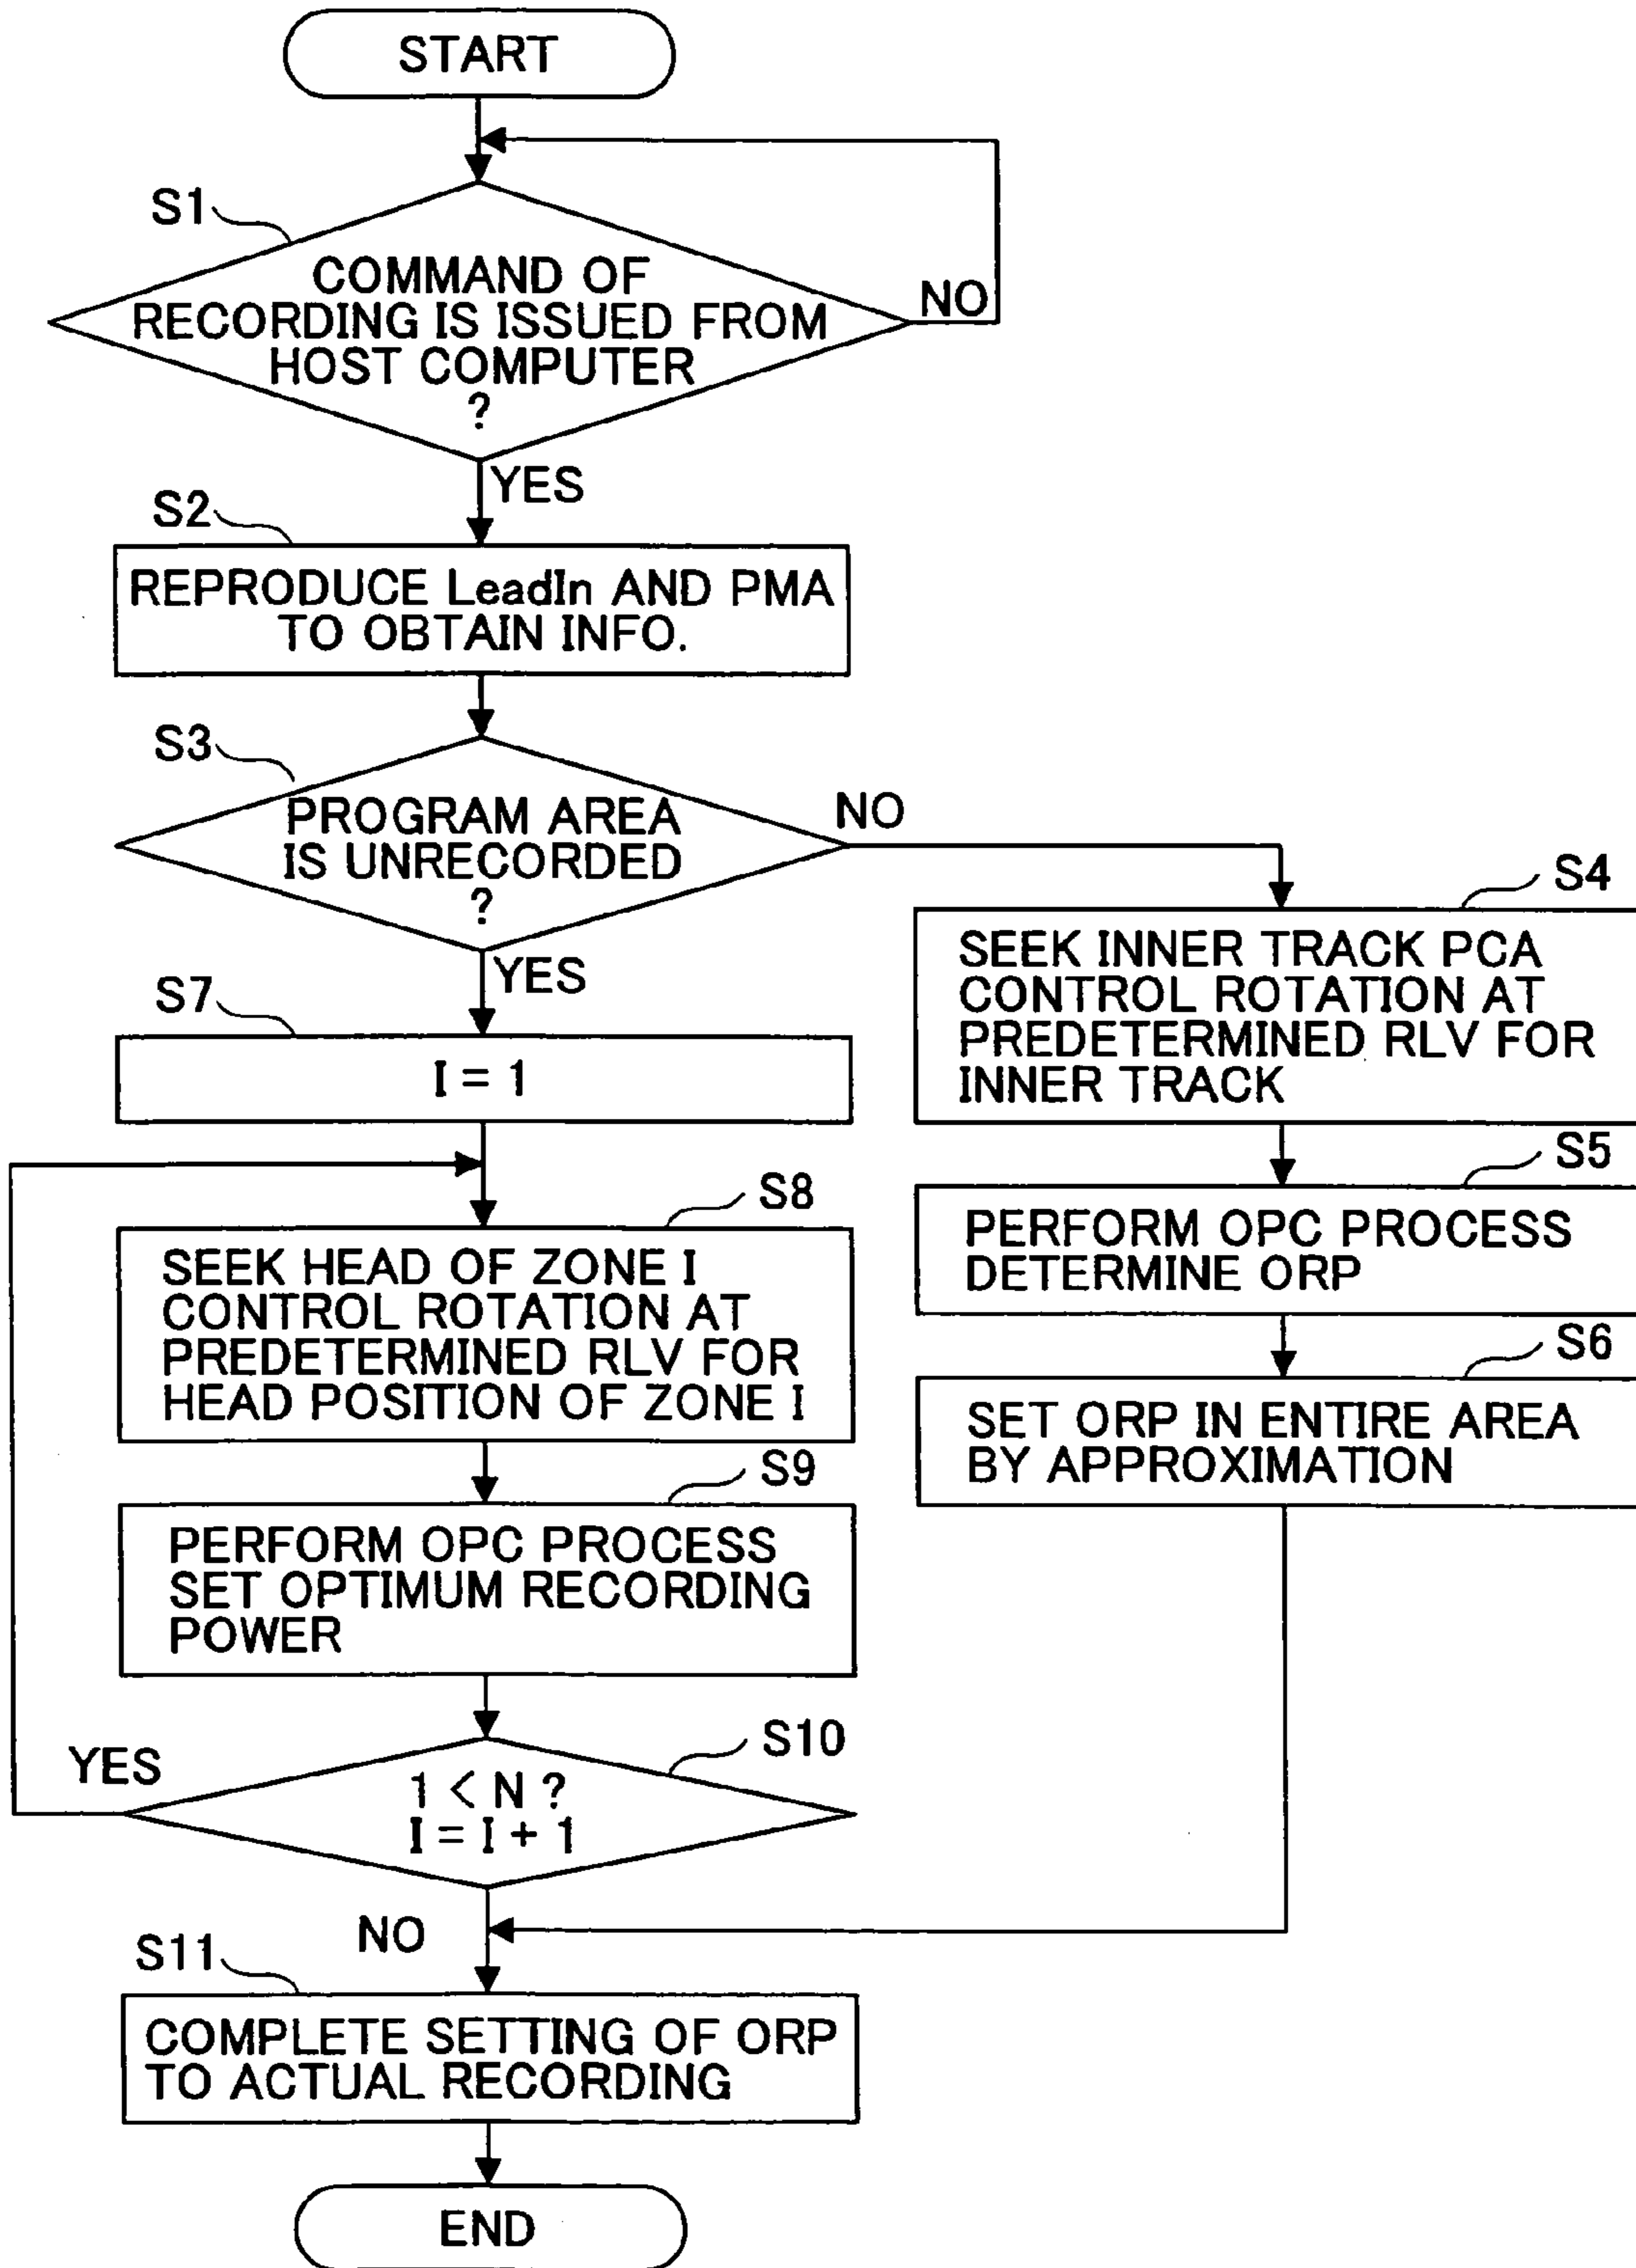 START
S1
COMMAND OF
RECORDING IS ISSUED FROM
HOST COMPUTER
?
NO
YES
S2
REPRODUCE LeadIn AND PMA
TO OBTAIN INFO.
S3
PROGRAM AREA
IS UNRECORDED
?
NO
YES
S4
SEEK INNER TRACK PCA
CONTROL ROTATION AT
PREDETERMINED RLV FOR
INNER TRACK
S5
PERFORM OPC PROCESS
DETERMINE ORP
S6
SET ORP IN ENTIRE AREA
BY APPROXIMATION
S7
I = 1
S8
SEEK HEAD OF ZONE I
CONTROL ROTATION AT
PREDETERMINED RLV FOR
HEAD POSITION OF ZONE I
S9
PERFORM OPC PROCESS
SET OPTIMUM RECORDING
POWER
S10
YES
1 < N ?
I = I + 1
NO
S11
COMPLETE SETTING OF ORP
TO ACTUAL RECORDING
END